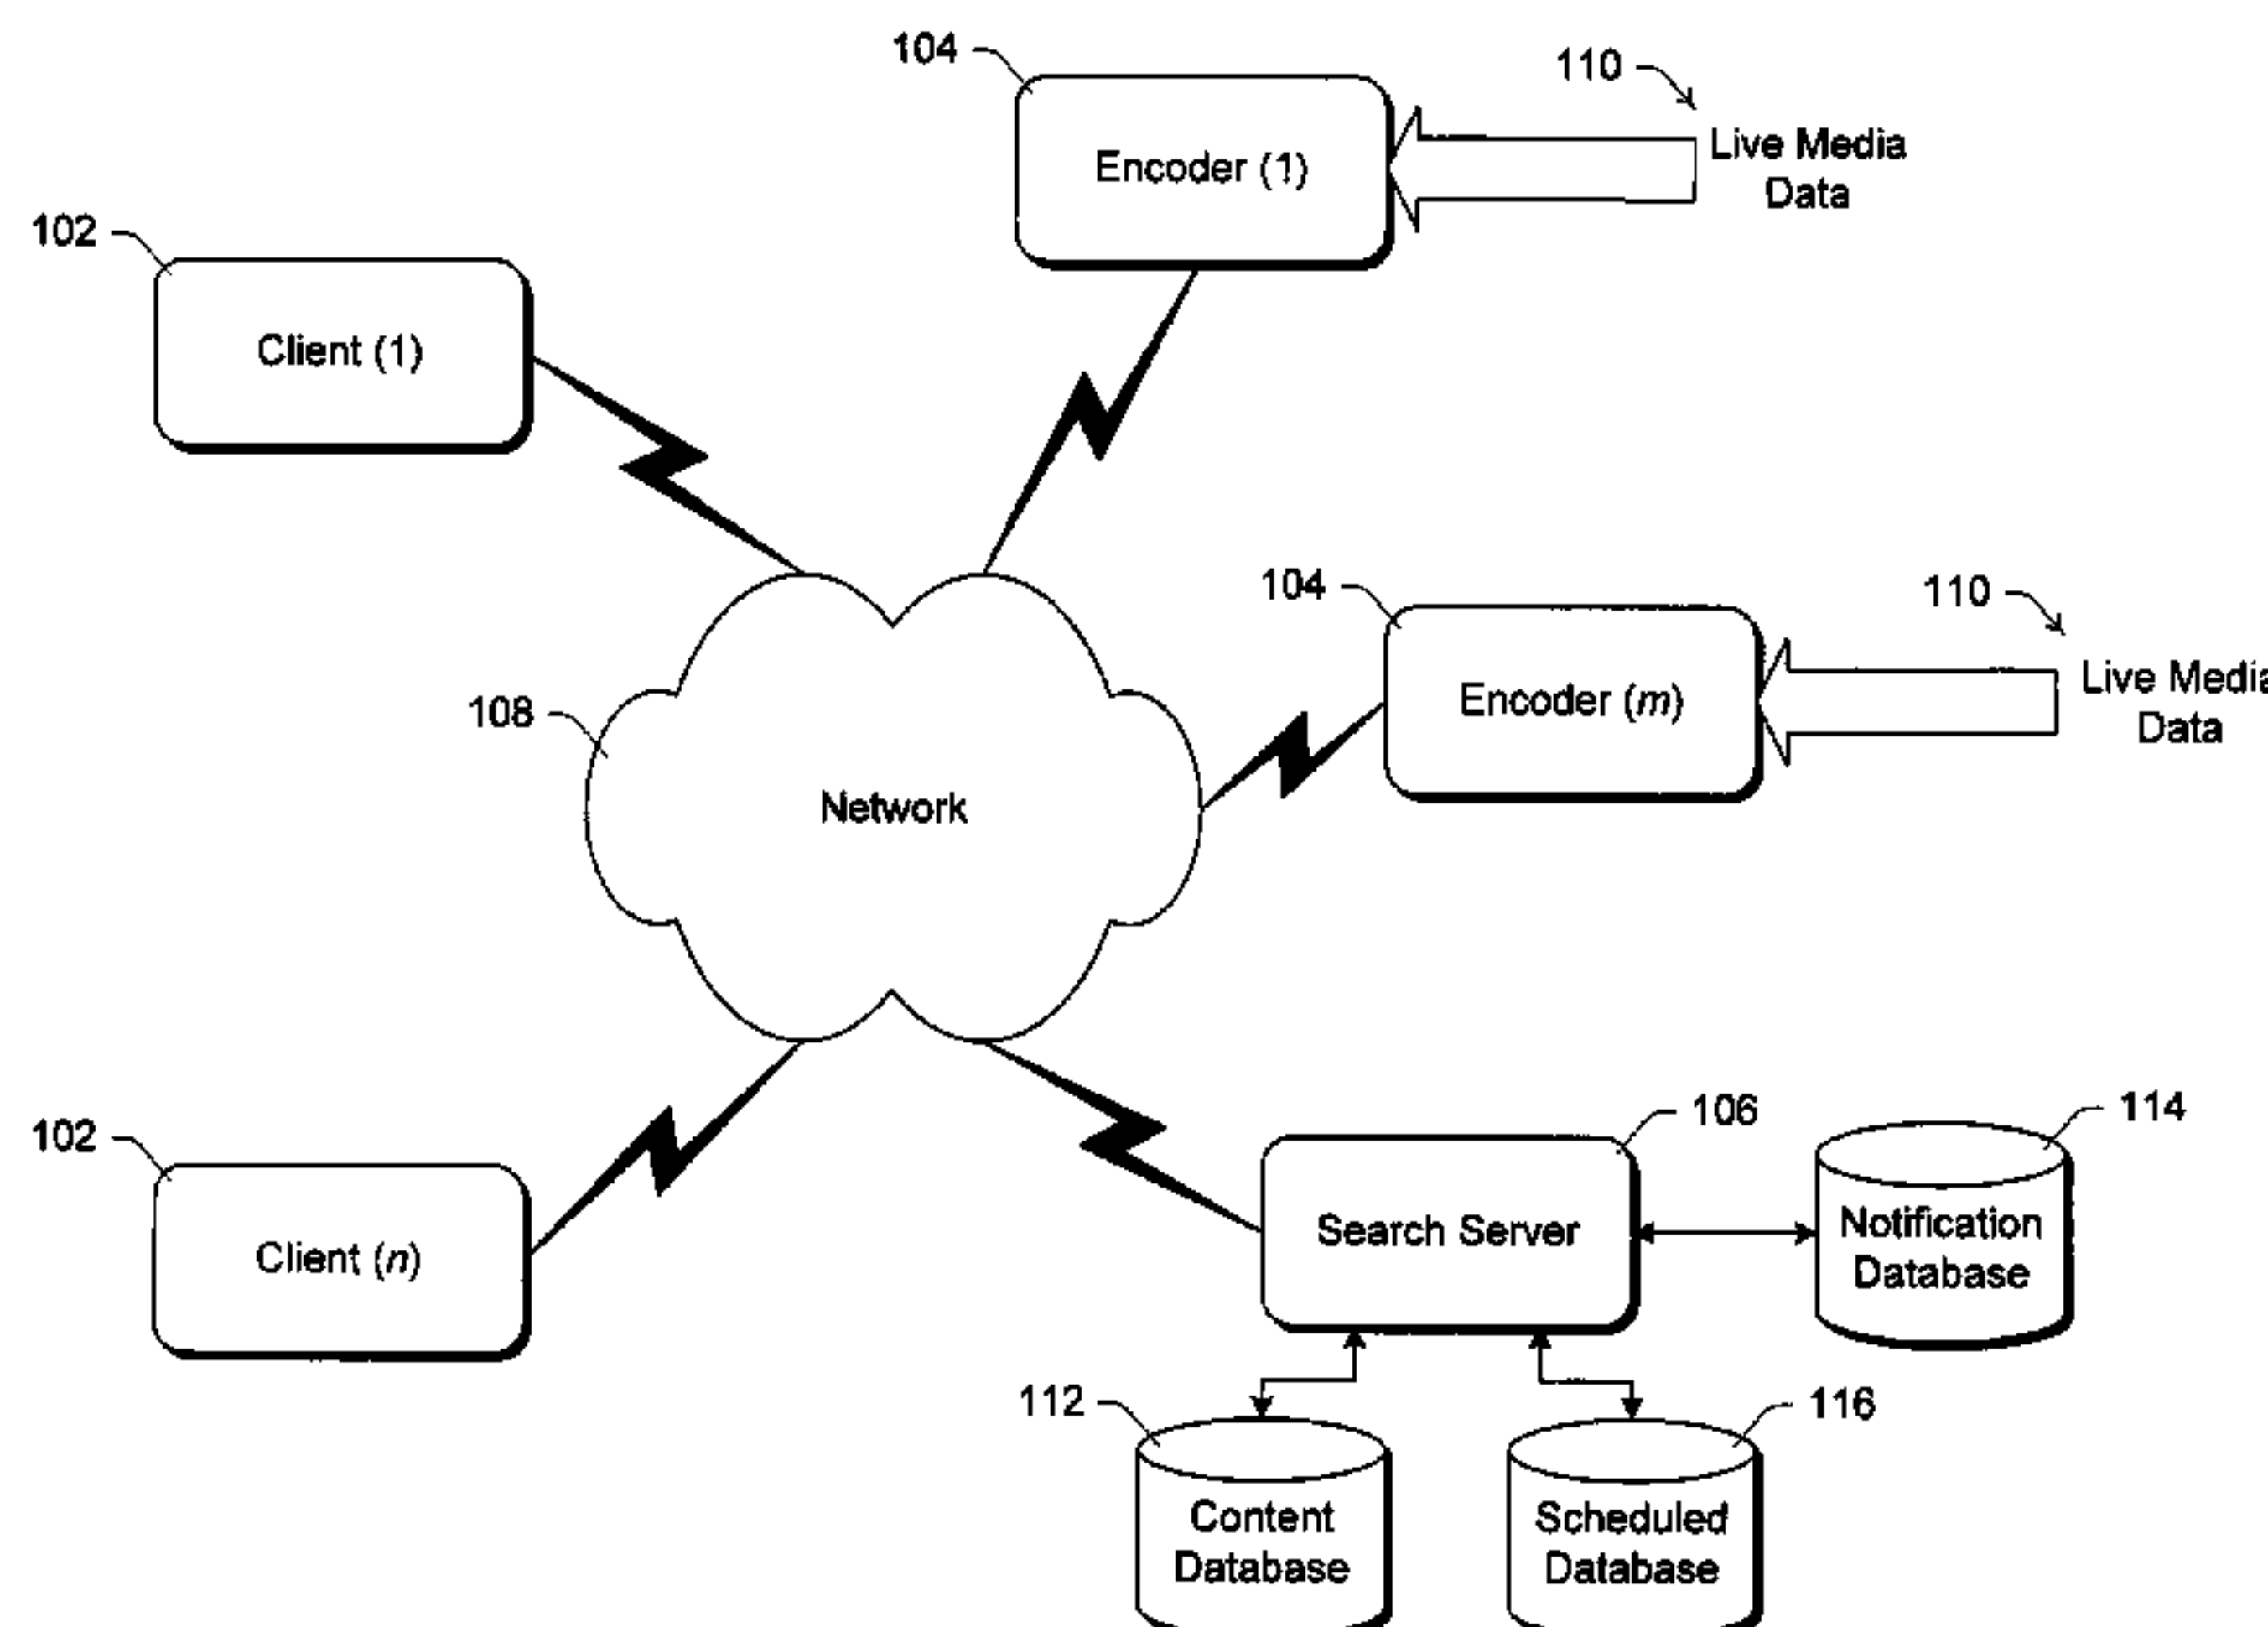 104
110
Encoder (1)
Live Media
Data
102
Client (1)
104
110
Encoder (m)
Live Media
Data
108
Network
102
Client (n)
106
114
Search Server
Notification
Database
112
116
Content
Database
Scheduled
Database